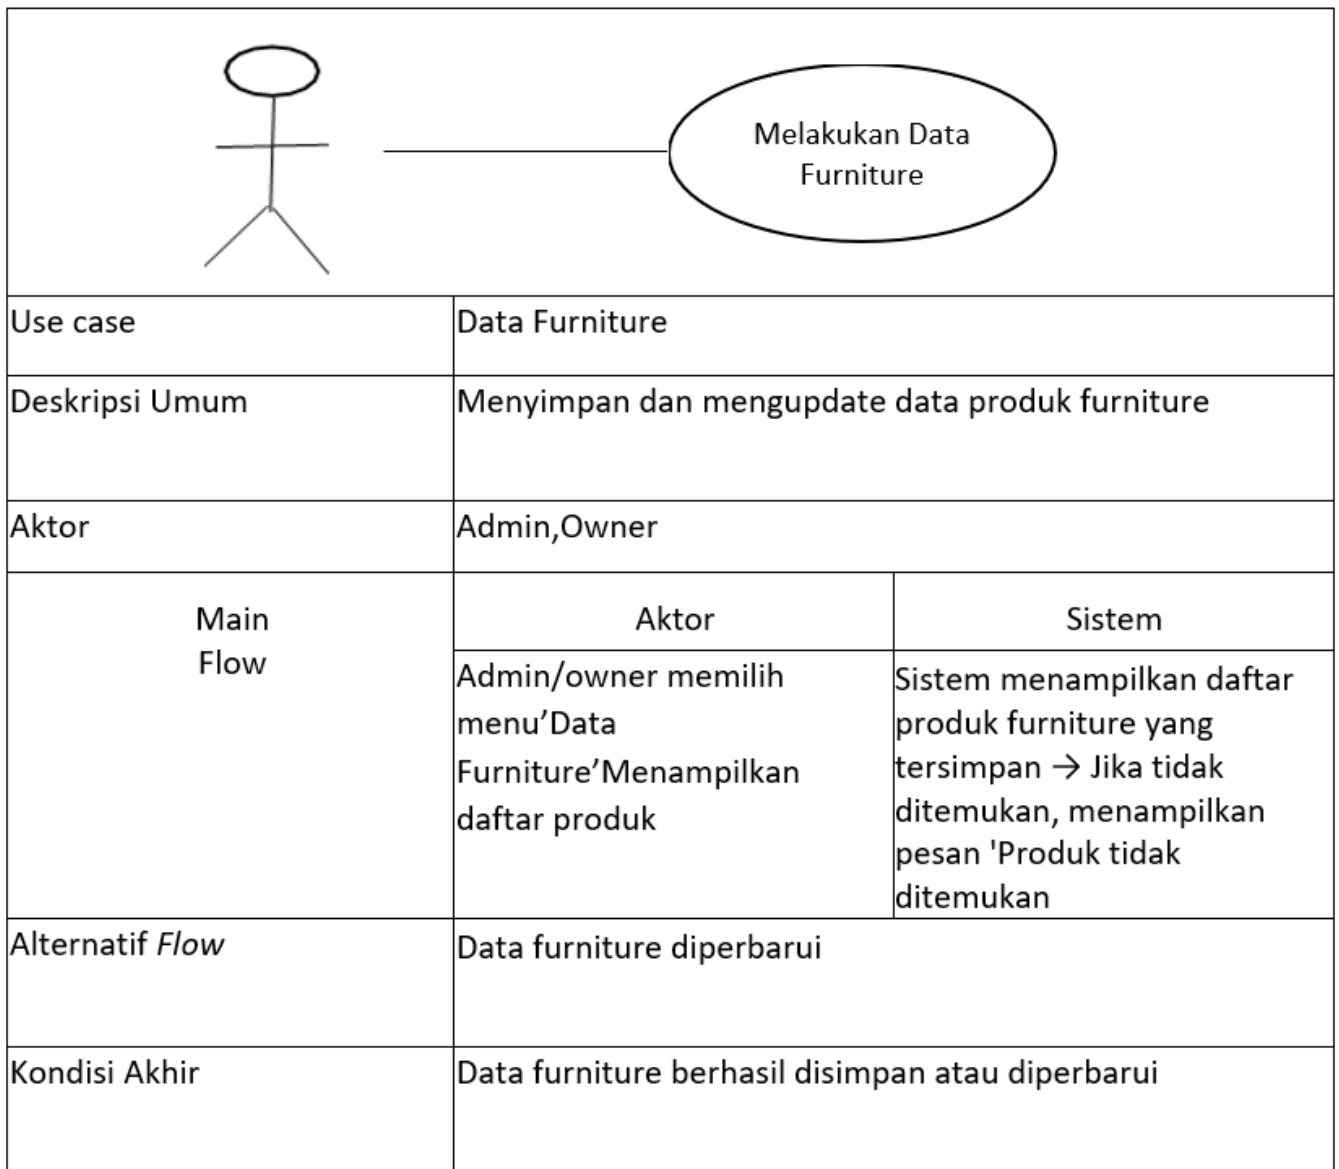 Melakukan Data
Furniture
Use case
Data Furniture
Deskripsi Umum
Menyimpan dan mengupdate data produk furniture
Aktor
Admin,Owner
Main
Flow
Aktor
Sistem
Admin/owner memilih
menu’Data
Furniture’Menampilkan
daftar produk
Sistem menampilkan daftar
produk furniture yang
tersimpan → Jika tidak
ditemukan, menampilkan
pesan 'Produk tidak
ditemukan
Alternatif Flow
Data furniture diperbarui
Kondisi Akhir
Data furniture berhasil disimpan atau diperbarui